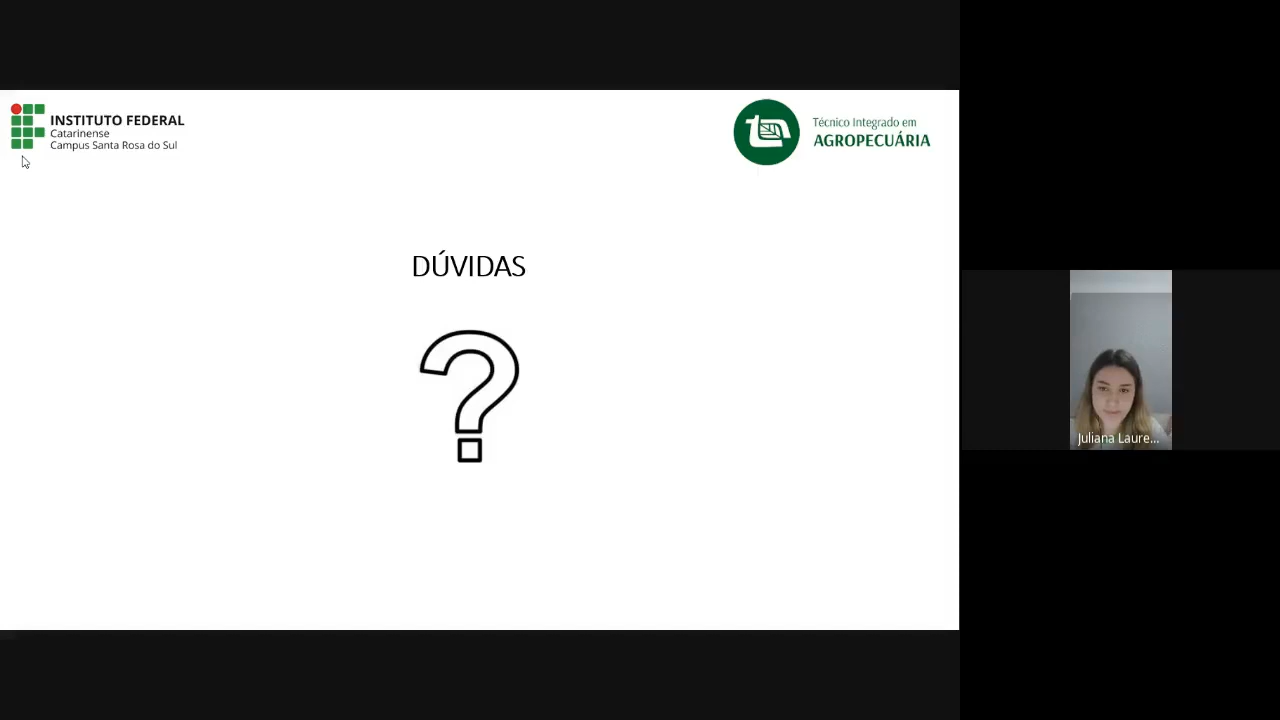 INSTITUTO FEDERAL
Catarinense
Campus Santa Rosa do Sul
Técnico Integrado em
AGROPECUÁRIA
DÚVIDAS
?
Juliana Laure...